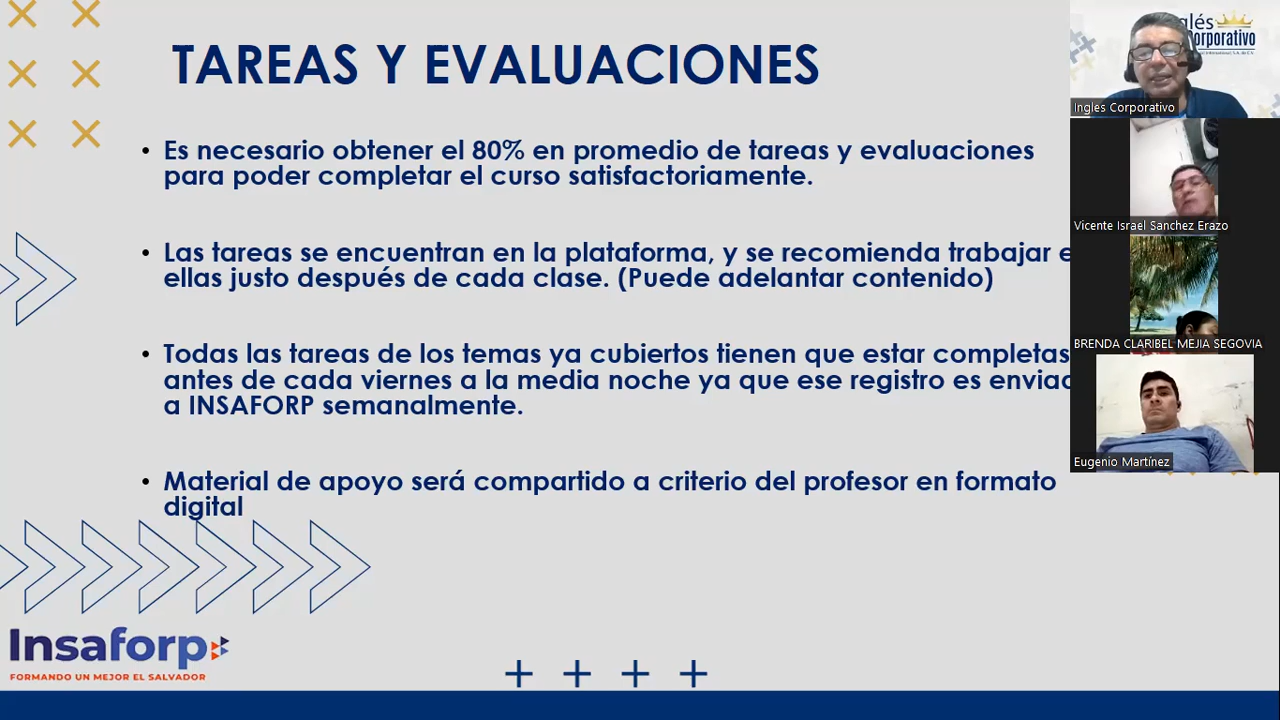 TAREAS Y EVALUACIONES
• Es necesario obtener el 80% en promedio de tareas y evaluaciones
para poder completar el curso satisfactoriamente.
• Las tareas se encuentran en la plataforma, y se recomienda trabajar e
ellas justo después de cada clase. (Puede adelantar contenido)
• Todas las tareas de los temas ya cubiertos tienen que estar completas
antes de cada viernes a la media noche ya que ese registro es enviad
a INSAFORP semanalmente.
• Material de apoyo será compartido a criterio del profesor en formato
digital
Insaforp
FORMANDO UN MEJOR EL SALVADOR
glés
orporativo
Ingles Corporativo
Vicente Israel Sanchez Erazo
BRENDA CLARIBEL MEJIA SEGOVIA
Eugenio Martínez